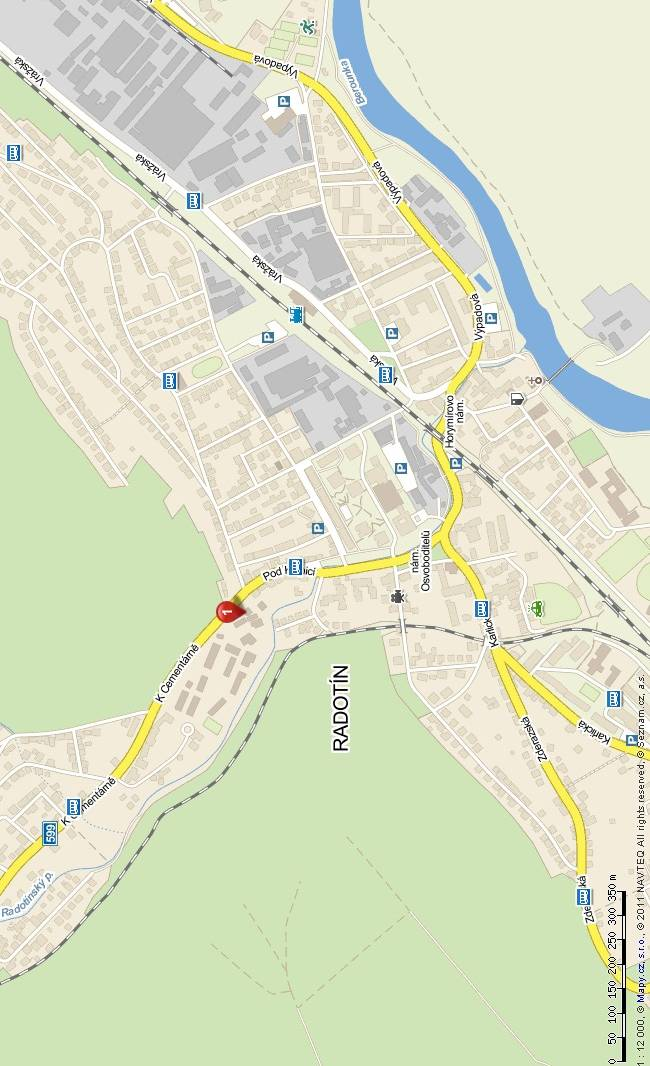 Vrážská
Výpadová
P
Berounka
Vrážská
Výpadová
Vrážská
P
Výpadová
P
Horymírovo
nám.
P
P
P
nám.
Osvoboditelů
1
K Cementárně
RADOTÍN
Zderazská
Karlická
P
K Cementárně
599
Radotínský p.
0 50 100 150 200 250 300 350 m
1 : 12 000, © Mapy.cz, s.r.o., © 2011 NAVTEQ All rights reserved; © Seznam.cz, a.s.